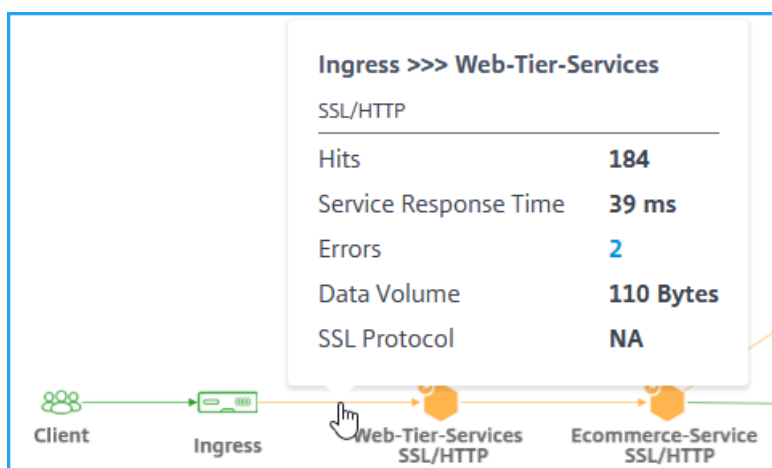 Ingress >>> Web-Tier-Services
SSL/HTTP
Hits 184
Service Response Time 39 ms
Errors 2
Data Volume 110 Bytes
SSL Protocol NA
Client
Ingress
Web-Tier-Services
SSL/HTTP
Ecommerce-Service
SSL/HTTP